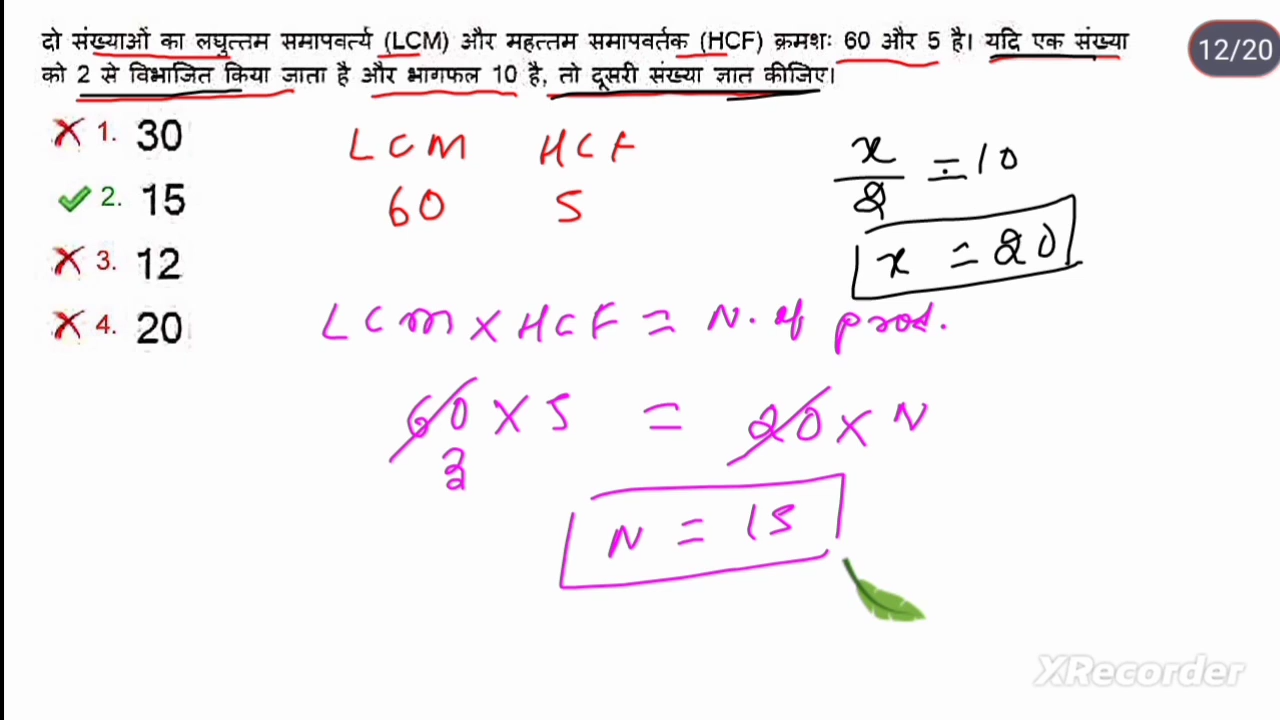 दो संख्याओं का लघुत्तम समापवर्त्य (LCM) और महत्तम समापवर्तक (HCF) क्रमशः 60 और 5 है। यदि एक संख्या
को 2 से विभाजित किया जाता है और भागफल 10 है, तो दूसरी संख्या ज्ञात कीजिए।
12/20
1. 30
2. 15
3. 12
4. 20
LCM HCF
60 5
x/2 = 10
x = 20
LCM X HCF = N. of prod.
60 X 5 = 20 X N
3
N = 15
XRecorder